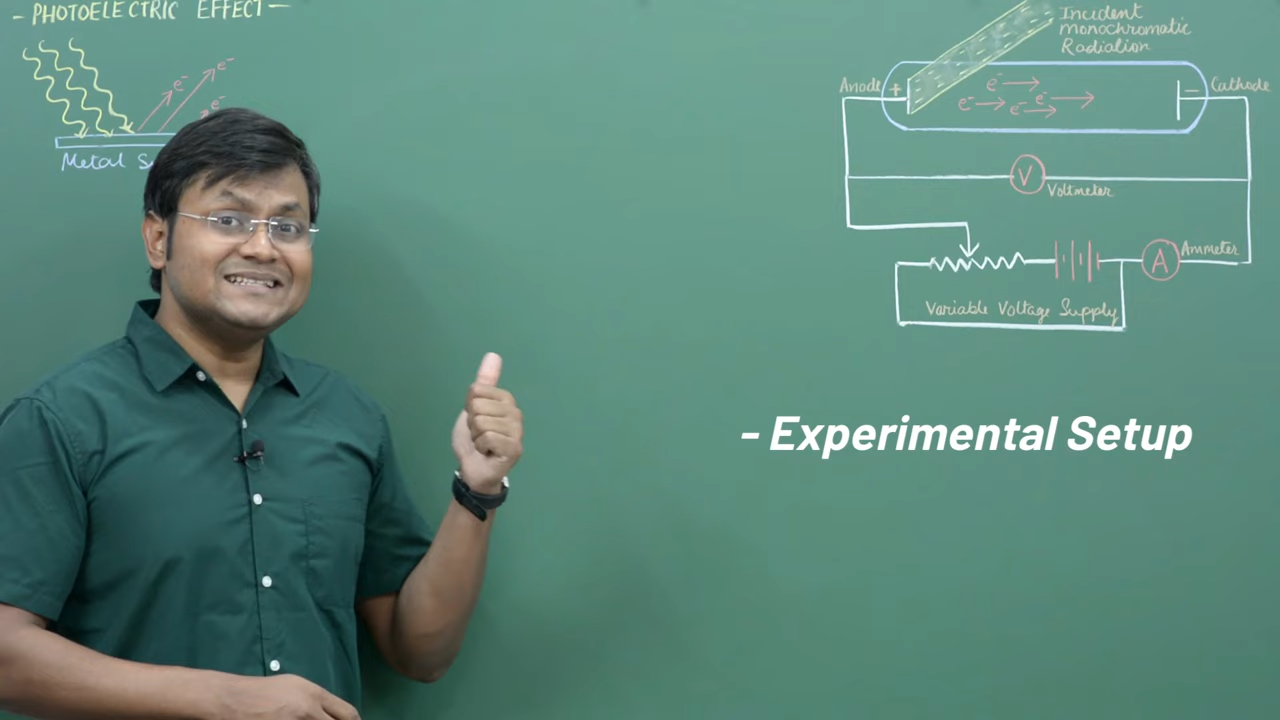 - PHOTOELECTRIC EFFECT -
e⁻
e⁻
e⁻
Metal
Incident
Monochromatic
Radiation
Anode + - Cathode
e⁻
e⁻ e⁻ e⁻
V
Voltmeter
A Ammeter
Variable Voltage Supply
- Experimental Setup